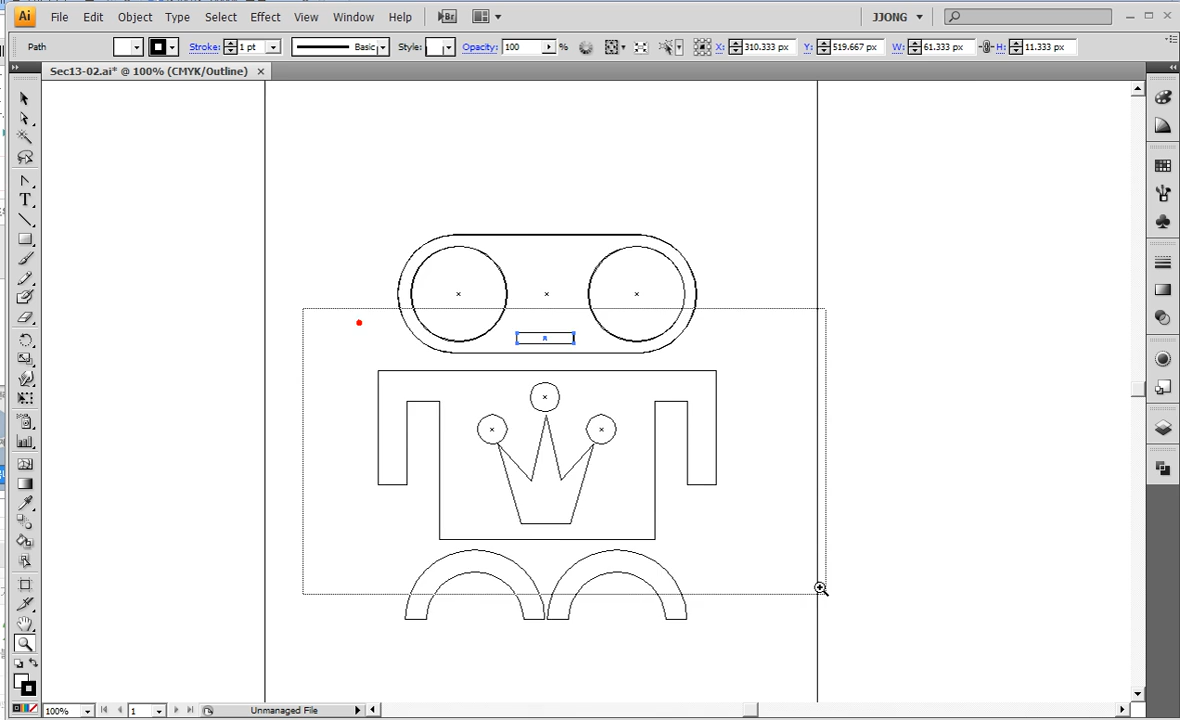 Ai File Edit Object Type Select Effect View Window Help Br JJONG
Path Stroke: 1 pt Basic Style: Opacity: 100 % X: 310.333 px Y: 519.667 px W: 61.333 px H: 11.333 px
Sec13-02.ai* @ 100% (CMYK/Outline)
T
100% 1 Unmanaged File